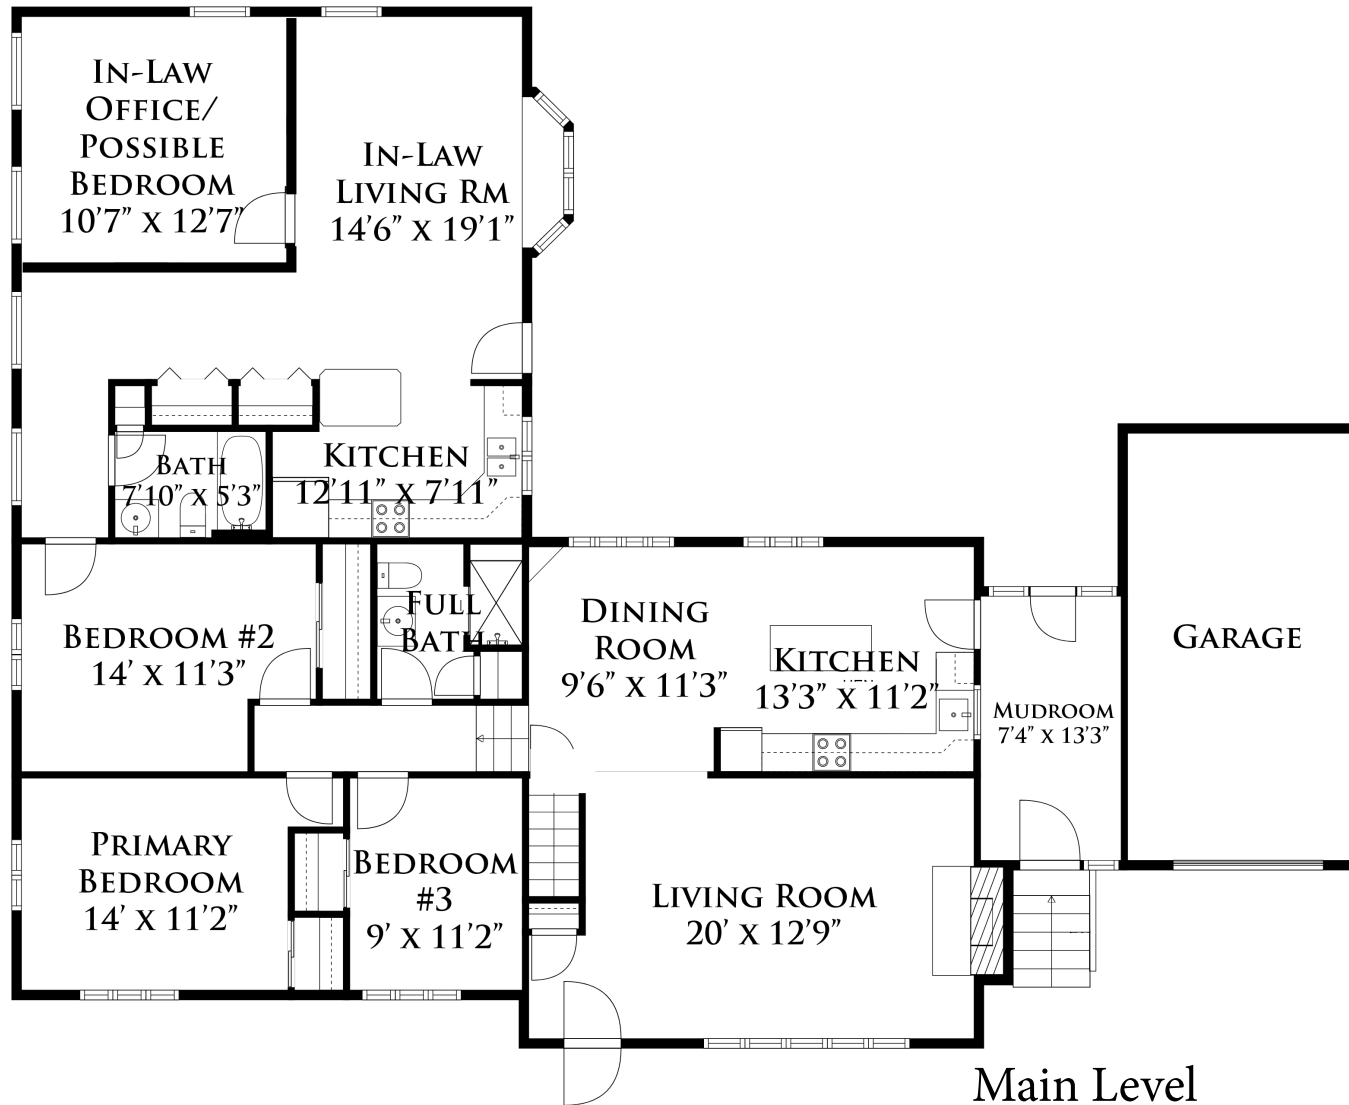 In-Law
Office/
Possible
Bedroom
10'7" x 12'7"
In-Law
Living Rm
14'6" x 19'1"
Bath
7'10" x 5'3"
Kitchen
12'11" x 7'11"
Bedroom #2
14' x 11'3"
Full
Bath
Dining
Room
9'6" x 11'3"
Kitchen
13'3" x 11'2"
Mudroom
7'4" x 13'3"
Garage
Primary
Bedroom
14' x 11'2"
Bedroom
#3
9' x 11'2"
Living Room
20' x 12'9"
Main Level